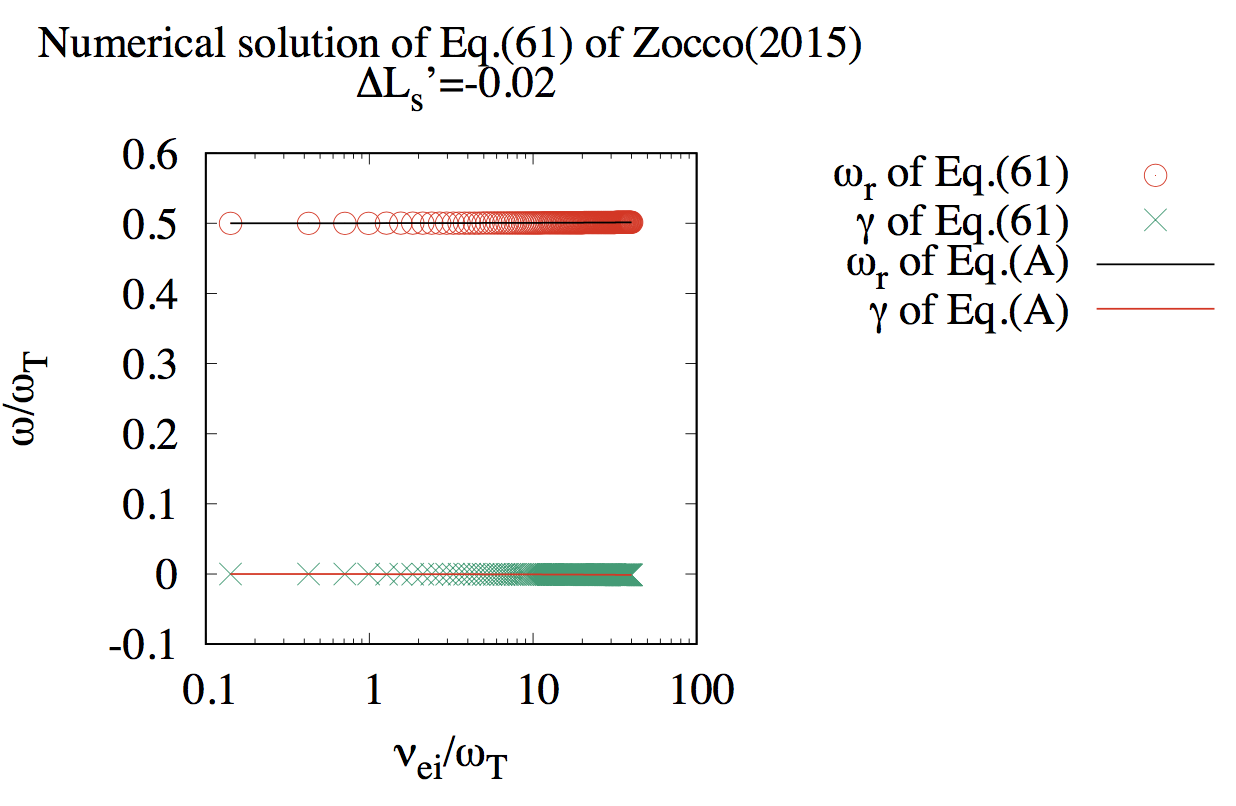 Numerical solution of Eq.(61) of Zocco(2015)
ΔLₛ'=-0.02
0.6
0.5
0.4
0.3
0.2
0.1
0
-0.1
ω/ω_T
0.1 1 10 100
ν_ei/ω_T
ω_r of Eq.(61)
γ of Eq.(61)
ω_r of Eq.(A)
γ of Eq.(A)